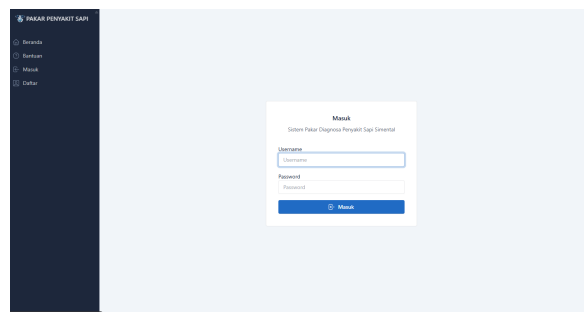 PAKAR PENYAKIT SAPI
Beranda
Bantuan
Masuk
Daftar
Masuk
Sistem Pakar Diagnosa Penyakit Sapi Simental
Username
Username
Password
Password
Masuk